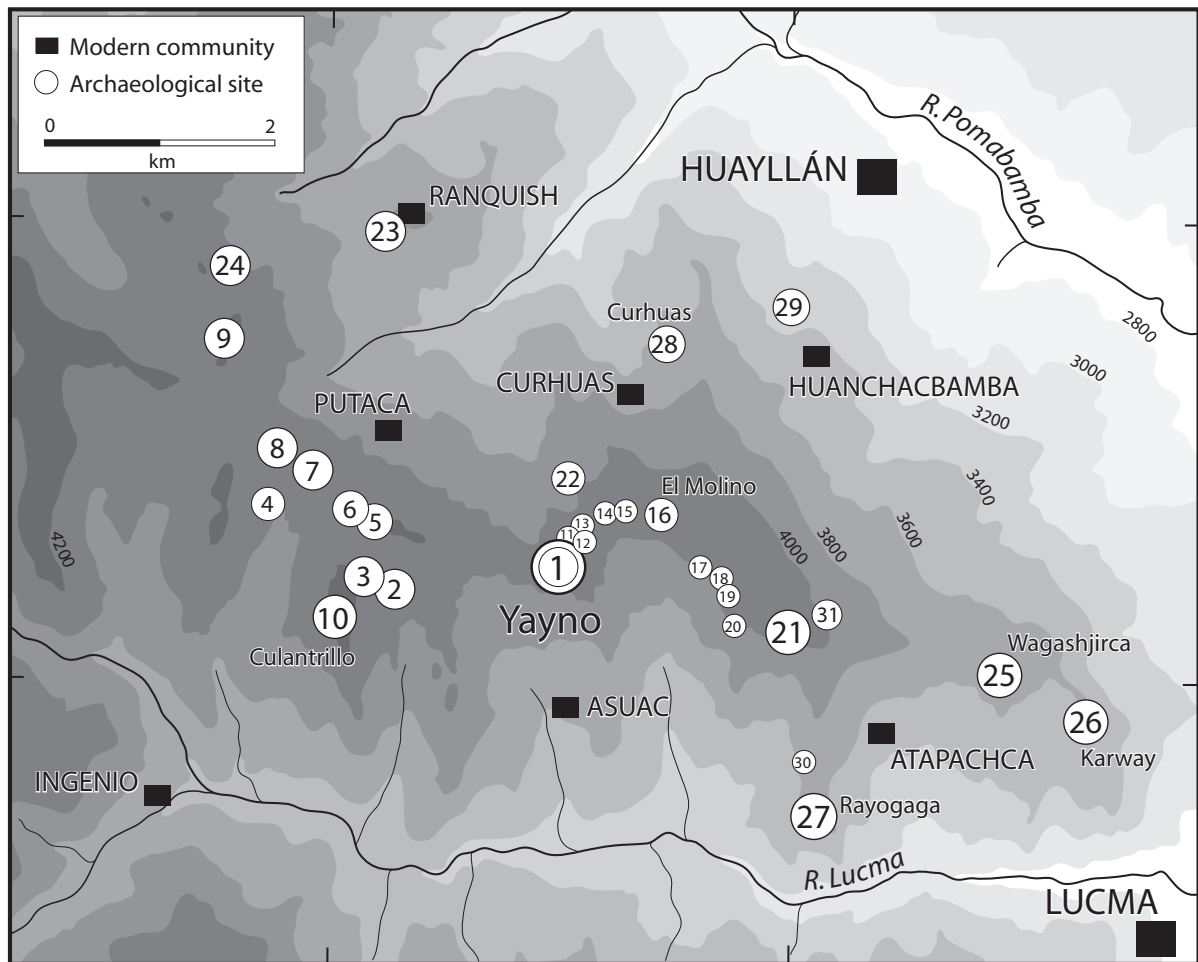 Modern community
Archaeological site
0 2
km
R. Pomabamba
HUAYLLÁN
RANQUISH
23
24
9
29
Curhuas
28
2800
3000
HUANCHACBAMBA
CURHUAS
PUTACA
3200
8
7
22
El Molino
3400
4
6
5
14
15
16
13
11
12
3600
3800
4000
4200
1
17
18
19
3
2
10
Yayno
20
21
31
Culantrillo
Wagashjirca
25
ASUAC
26
ATAPACHCA
Karway
30
INGENIO
27
Rayogaga
R. Lucma
LUCMA